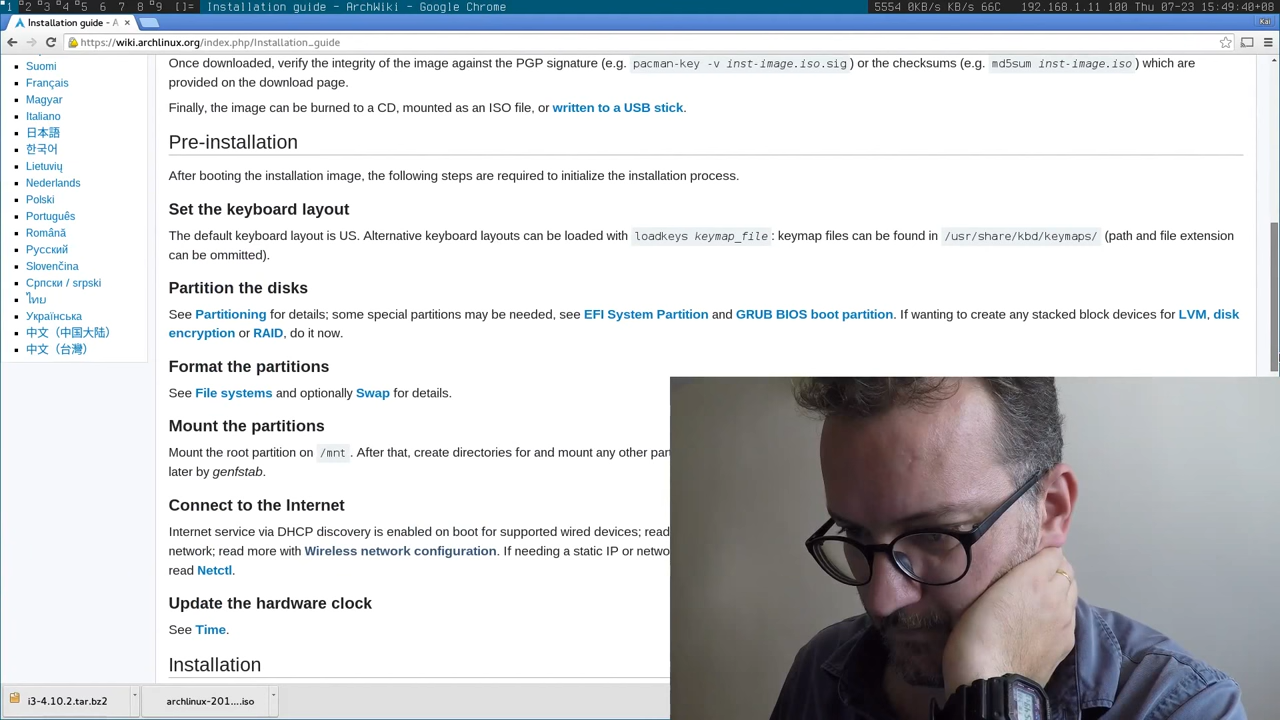 1 2 3 4 5 6 7 8 9 []= Installation guide - ArchWiki - Google Chrome 5554 0KB/s KB/s 66C 192.168.1.11 100 Thu 07-23 15:49:40+08
Installation guide - A × Kai
https://wiki.archlinux.org/index.php/Installation_guide
Suomi
Français
Magyar
Italiano
日本語
한국어
Lietuvių
Nederlands
Polski
Português
Română
Русский
Slovenčina
Српски / srpski
ไทย
Українська
中文（中国大陆）
中文（台灣）
Once downloaded, verify the integrity of the image against the PGP signature (e.g. pacman-key -v inst-image.iso.sig ) or the checksums (e.g. md5sum inst-image.iso ) which are
provided on the download page.
Finally, the image can be burned to a CD, mounted as an ISO file, or written to a USB stick.
Pre-installation
After booting the installation image, the following steps are required to initialize the installation process.
Set the keyboard layout
The default keyboard layout is US. Alternative keyboard layouts can be loaded with loadkeys keymap_file : keymap files can be found in /usr/share/kbd/keymaps/ (path and file extension
can be ommitted).
Partition the disks
See Partitioning for details; some special partitions may be needed, see EFI System Partition and GRUB BIOS boot partition. If wanting to create any stacked block devices for LVM, disk
encryption or RAID, do it now.
Format the partitions
See File systems and optionally Swap for details.
Mount the partitions
Mount the root partition on /mnt . After that, create directories for and mount any other part
later by genfstab.
Connect to the Internet
Internet service via DHCP discovery is enabled on boot for supported wired devices; read
network; read more with Wireless network configuration. If needing a static IP or netwo
read Netctl.
Update the hardware clock
See Time.
Installation
i3-4.10.2.tar.bz2
archlinux-201....iso